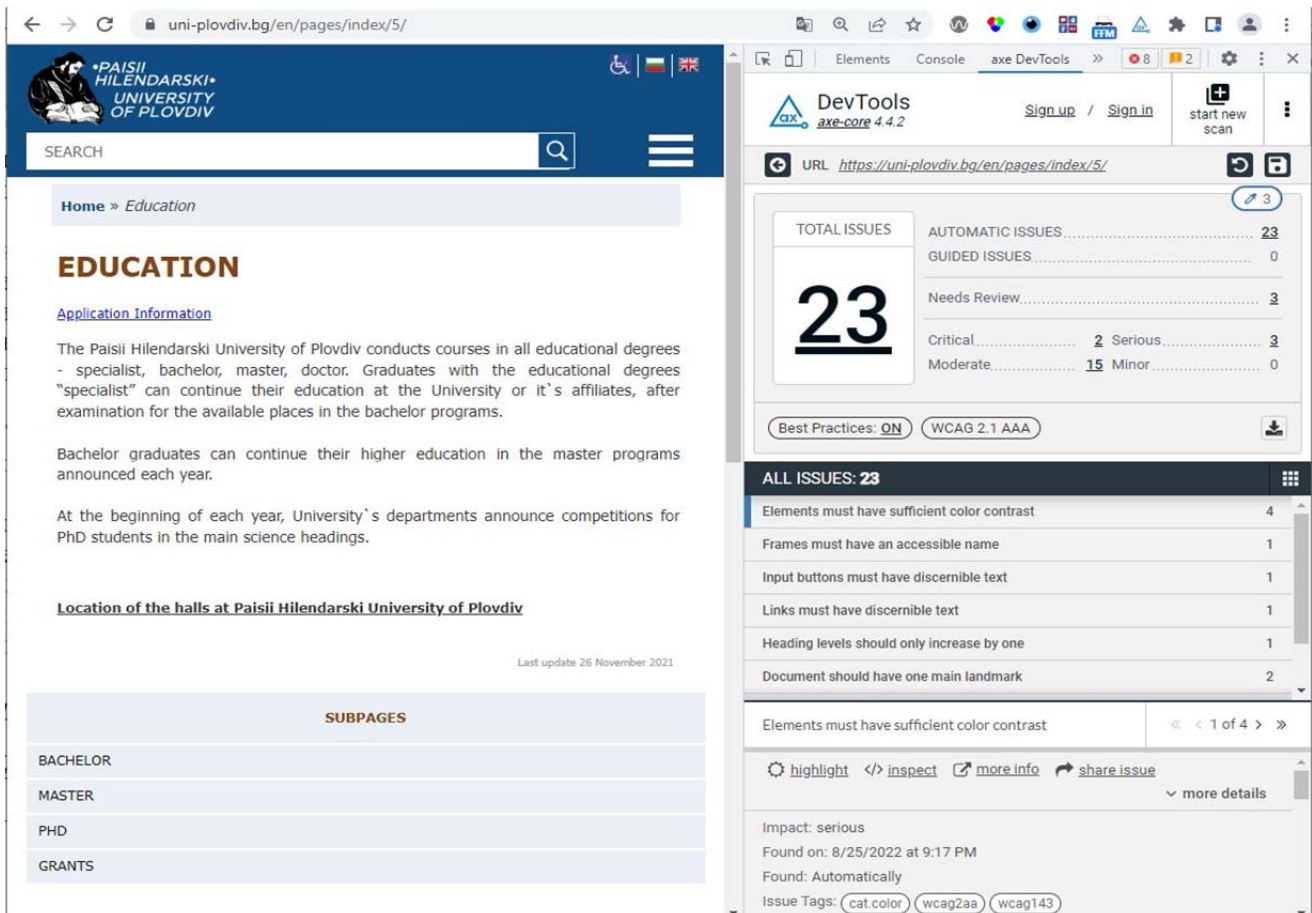 uni-plovdiv.bg/en/pages/index/5/
FFM
•PAISII
HILENDARSKI•
UNIVERSITY
OF PLOVDIV
SEARCH
Home » Education
EDUCATION
Application Information
The Paisii Hilendarski University of Plovdiv conducts courses in all educational degrees
- specialist, bachelor, master, doctor. Graduates with the educational degrees
"specialist" can continue their education at the University or it`s affiliates, after
examination for the available places in the bachelor programs.
Bachelor graduates can continue their higher education in the master programs
announced each year.
At the beginning of each year, University`s departments announce competitions for
PhD students in the main science headings.
Location of the halls at Paisii Hilendarski University of Plovdiv
Last update 26 November 2021
SUBPAGES
BACHELOR
MASTER
PHD
GRANTS
Elements Console axe DevTools » 8 2
ax DevTools
axe-core 4.4.2
Sign up / Sign in
start new
scan
URL https://uni-plovdiv.bg/en/pages/index/5/
3
TOTAL ISSUES
23
AUTOMATIC ISSUES 23
GUIDED ISSUES 0
Needs Review 3
Critical 2 Serious 3
Moderate 15 Minor 0
Best Practices: ON WCAG 2.1 AAA
ALL ISSUES: 23
Elements must have sufficient color contrast 4
Frames must have an accessible name 1
Input buttons must have discernible text 1
Links must have discernible text 1
Heading levels should only increase by one 1
Document should have one main landmark 2
Elements must have sufficient color contrast « < 1 of 4 > »
highlight </> inspect more info share issue
more details
Impact: serious
Found on: 8/25/2022 at 9:17 PM
Found: Automatically
Issue Tags: cat.color wcag2aa wcag143